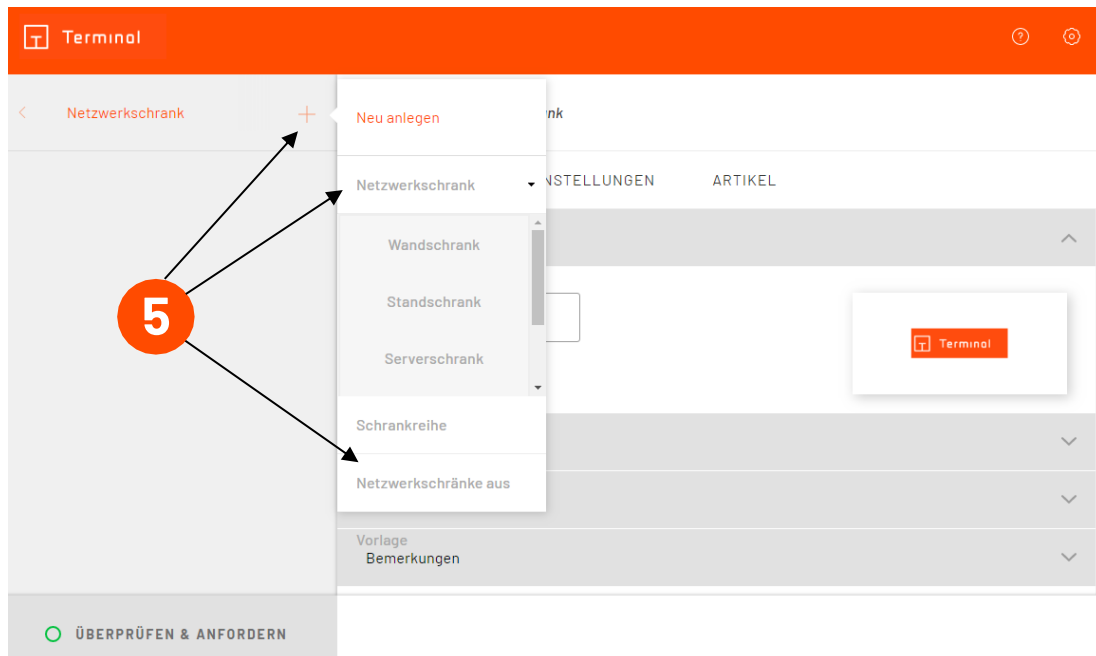 Terminal
Netzwerkschrank
Neu anlegen
nk
Netzwerkschrank
NSTELLUNGEN
ARTIKEL
Wandschrank
Standschrank
Serverschrank
5
Terminal
Schrankreihe
Netzwerkschränke aus
Vorlage
Bemerkungen
ÜBERPRÜFEN & ANFORDERN